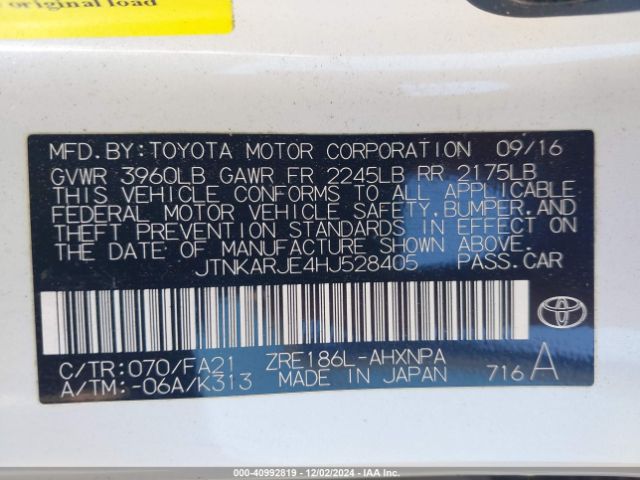 original load
MFD.BY:TOYOTA MOTOR CORPORATION 09/16
GVWR 3960LB GAWR FR 2245LB RR 2175LB
THIS VEHICLE CONFORMS TO ALL APPLICABLE
FEDERAL MOTOR VEHICLE SAFETY,BUMPER,AND
THEFT PREVENTION STANDARDS IN EFFECT ON
THE DATE OF MANUFACTURE SHOWN ABOVE.
JTNKARJE4HJ528405 PASS.CAR
C/TR:070/FA21 ZRE186L-AHXNPA
A/TM:-06A/K313 MADE IN JAPAN 716 A
000-40992819 - 12/02/2024 - IAA Inc.